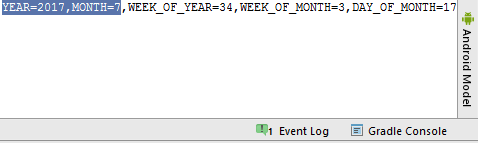 YEAR=2017,MONTH=7,WEEK_OF_YEAR=34,WEEK_OF_MONTH=3,DAY_OF_MONTH=17
Android Model
1 Event Log
Gradle Console